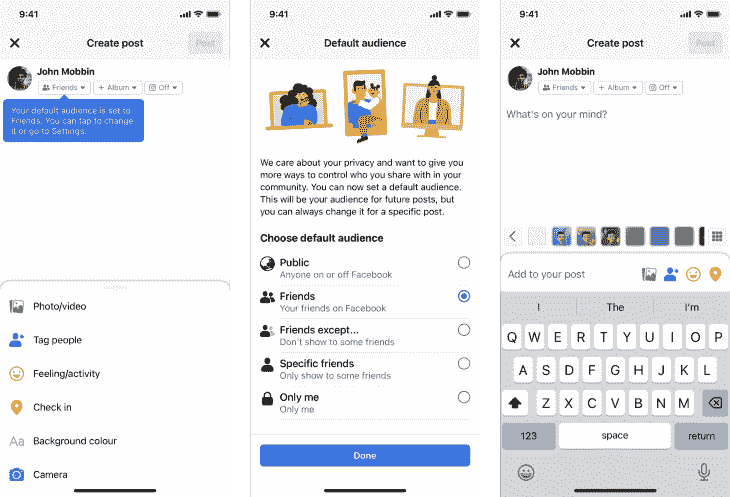 9:41
Create post
Post
John Mobbin
Friends
+ Album
Off
Your default audience is set to
Friends. You can tap to change
it or go to Settings.
Photo/video
Tag people
Feeling/activity
Check in
Aa Background colour
Camera
9:41
Default audience
We care about your privacy and want to give you
more ways to control who you share with in your
community. You can now set a default audience.
This will be your audience for future posts, but
you can always change it for a specific post.
Choose default audience
Public
Anyone on or off Facebook
Friends
Your friends on Facebook
Friends except...
Don't show to some friends
Specific friends
Only show to some friends
Only me
Only me
Done
9:41
Create post
Post
John Mobbin
Friends
+ Album
Off
What's on your mind?
Add to your post
I The I'm
Q W E R T Y U I O P
A S D F G H J K L
Z X C V B N M
123 space return